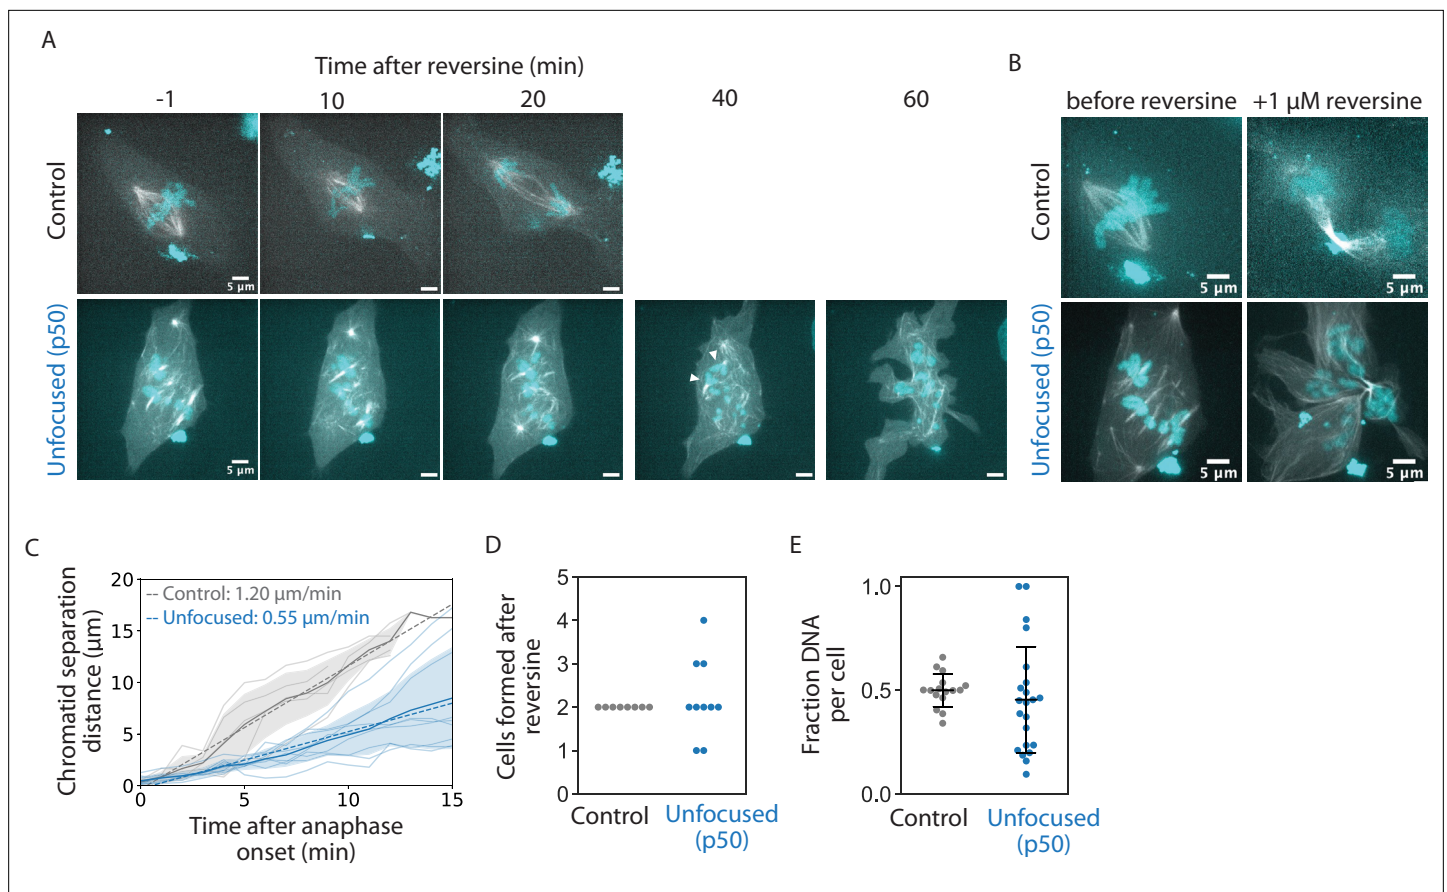 A
Time after reversine (min)
-1
10
20
40
60
Control
Unfocused (p50)
5 µm
5 µm
B
before reversine
+1 µM reversine
Control
Unfocused (p50)
5 µm
5 µm
5 µm
5 µm
C
Chromatid separation
distance (µm)
20
15
10
5
0
-- Control: 1.20 µm/min
-- Unfocused: 0.55 µm/min
0
5
10
15
Time after anaphase
onset (min)
D
Cells formed after
reversine
5
4
3
2
1
0
Control
Unfocused
(p50)
E
Fraction DNA
per cell
1.0
0.5
0.0
Control
Unfocused
(p50)